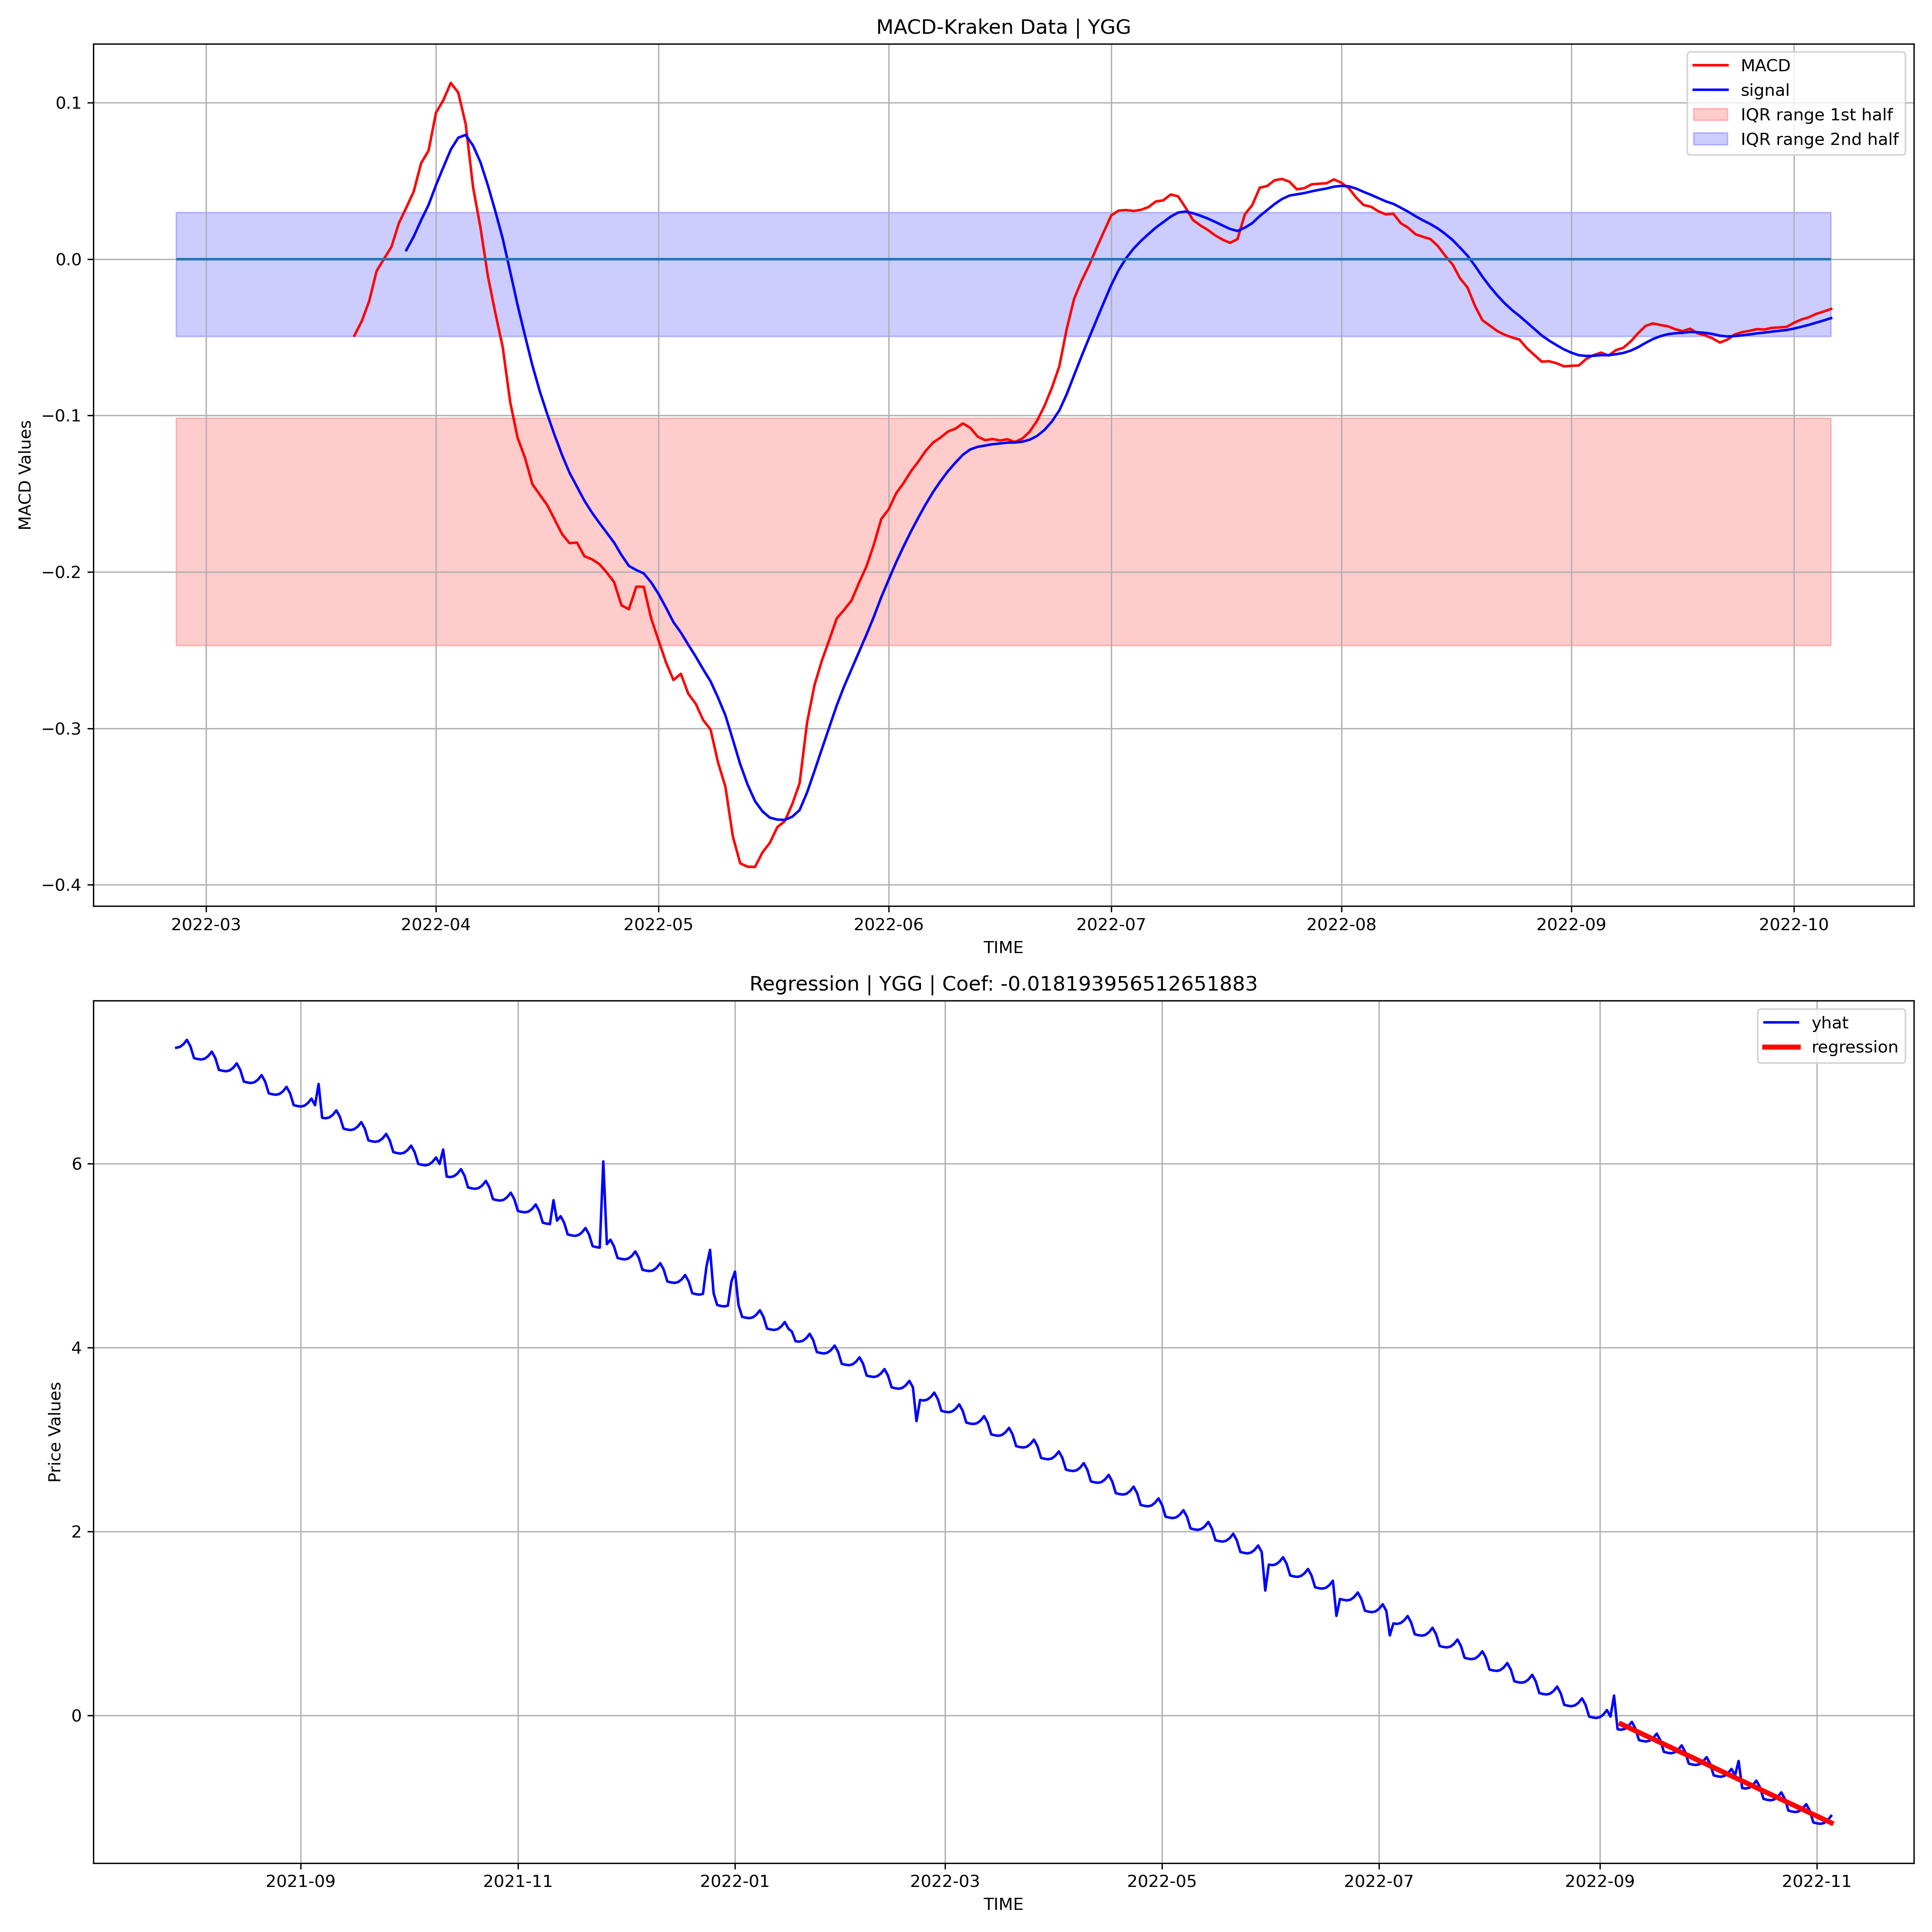 MACD-Kraken Data | YGG
MACD
signal
IQR range 1st half
IQR range 2nd half
MACD Values
0.1
0.0
−0.1
−0.2
−0.3
−0.4
2022-03 2022-04 2022-05 2022-06 2022-07 2022-08 2022-09 2022-10
TIME
Regression | YGG | Coef: -0.018193956512651883
yhat
regression
Price Values
6
4
2
0
2021-09 2021-11 2022-01 2022-03 2022-05 2022-07 2022-09 2022-11
TIME